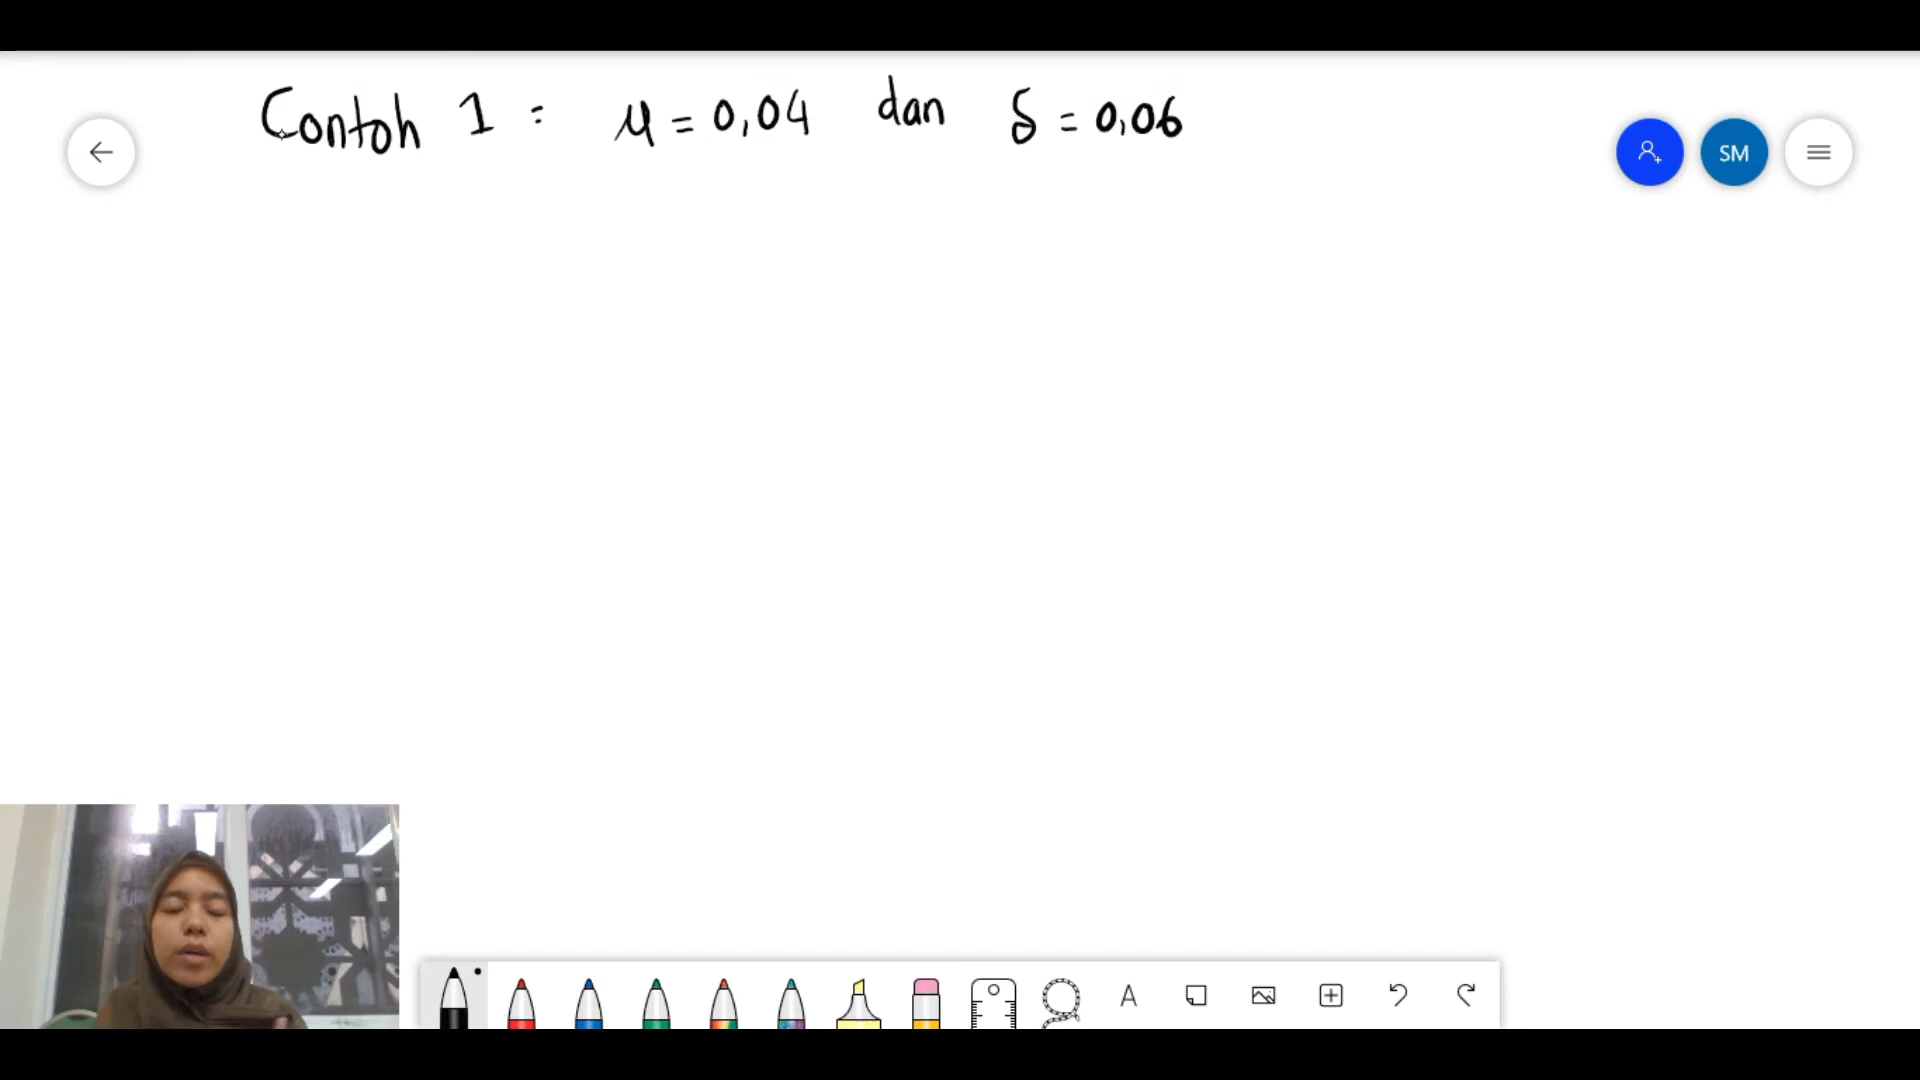 Contoh 1 : μ = 0,04 dan δ = 0,06
SM
A